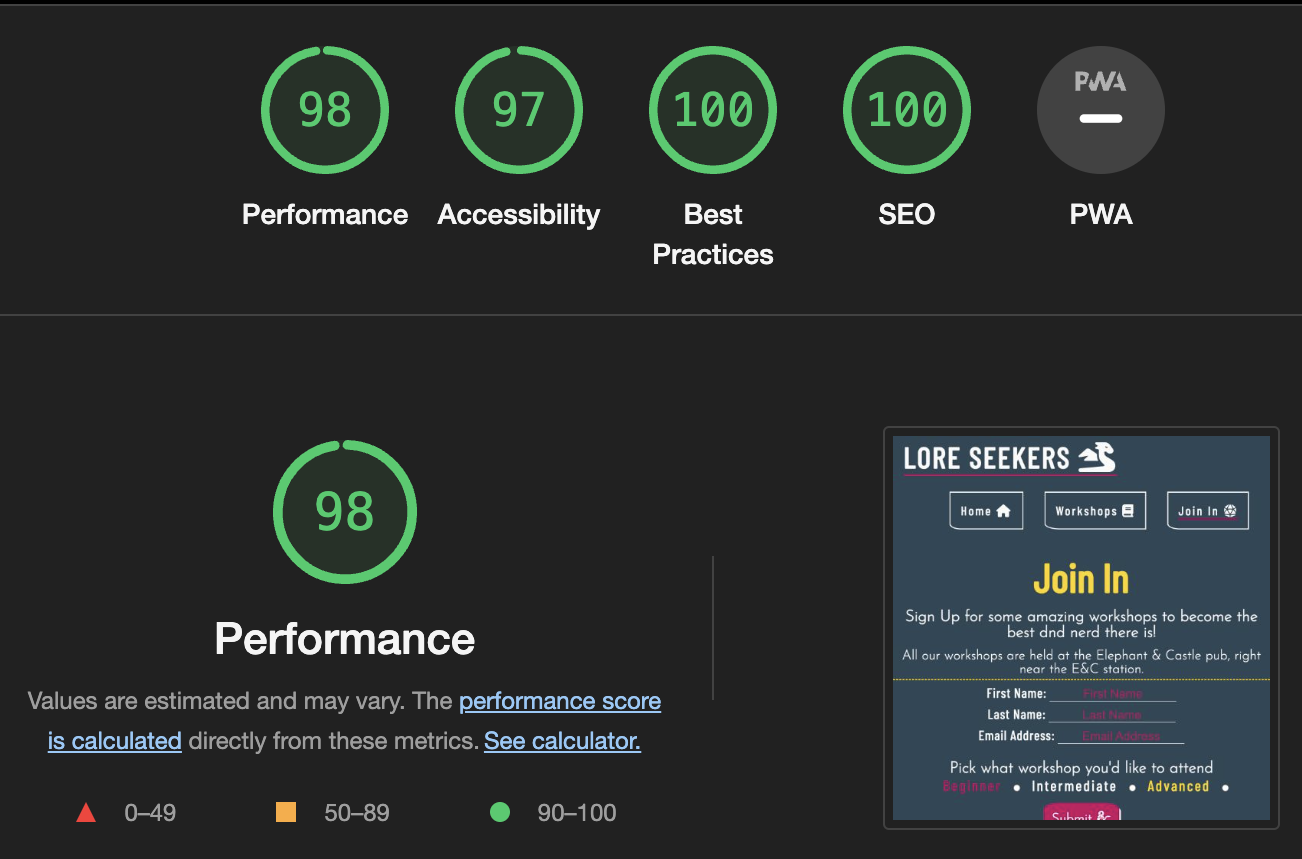 98
97
100
100
PWA
Performance
Accessibility
Best
Practices
SEO
PWA
98
Performance
Values are estimated and may vary. The performance score
is calculated directly from these metrics. See calculator.
0–49
50–89
90–100
LORE SEEKERS
Home
Workshops
Join In
Join In
Sign Up for some amazing workshops to become the
best dnd nerd there is!
All our workshops are held at the Elephant & Castle pub, right
near the E&C station.
First Name: First Name
Last Name: Last Name
Email Address: Email Address
Pick what workshop you'd like to attend
Beginner Intermediate Advanced
Submit &